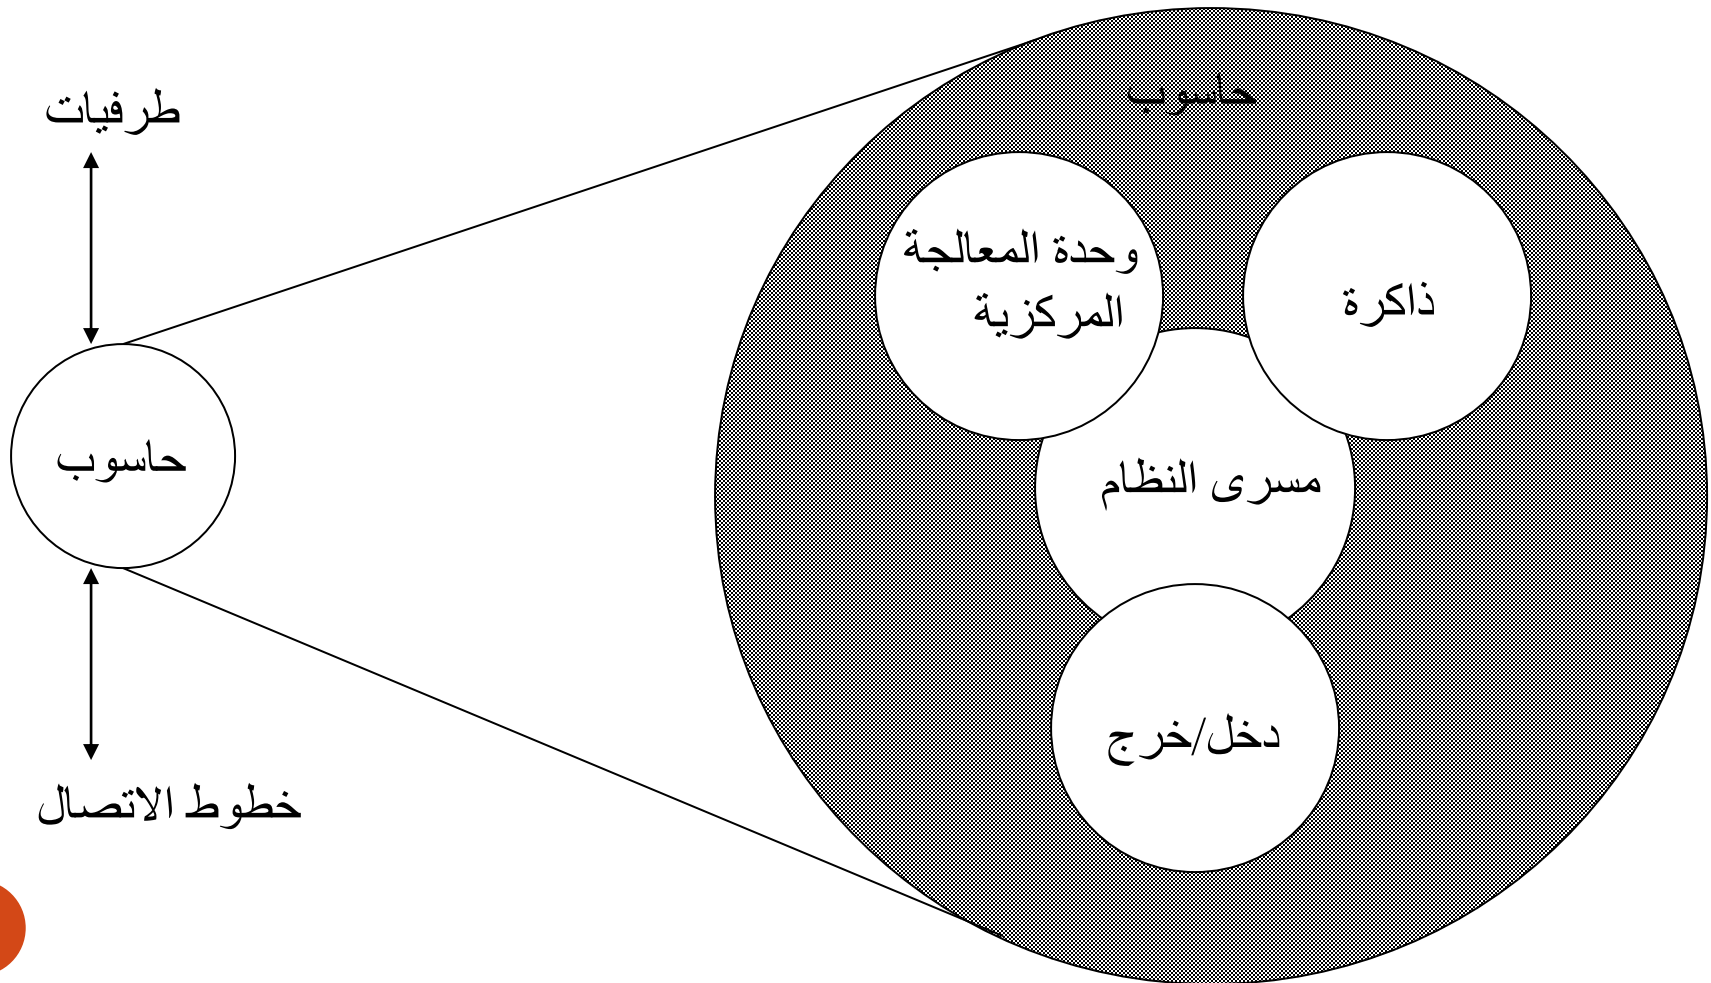 حاسوب
طرفيات
وحدة المعالجة
المركزية
ذاكرة
حاسوب
مسرى النظام
دخل/خرج
خطوط الاتصال